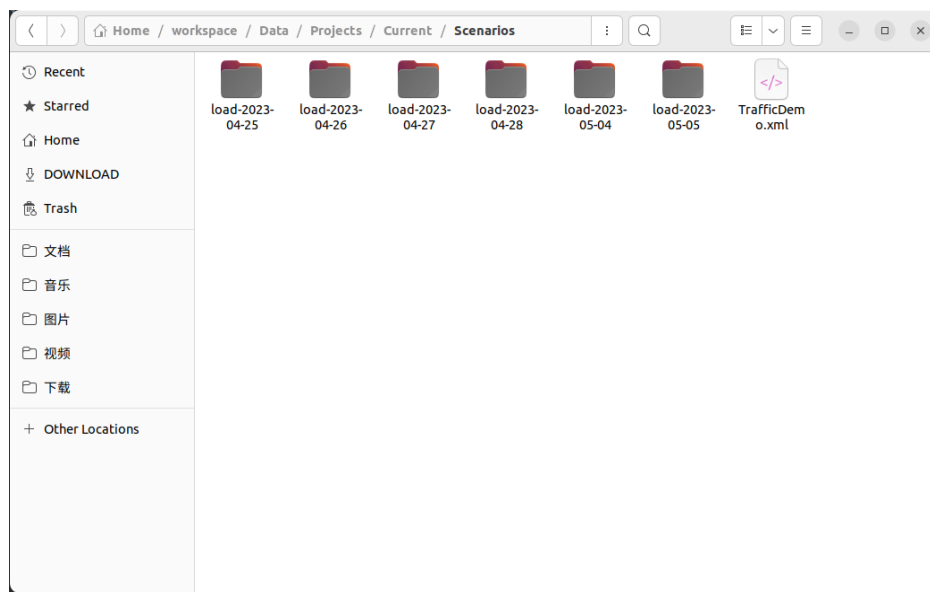 Home / workspace / Data / Projects / Current / Scenarios
Recent
Starred
Home
DOWNLOAD
Trash
文档
音乐
图片
视频
下载
Other Locations
load-2023-
04-25
load-2023-
04-26
load-2023-
04-27
load-2023-
04-28
load-2023-
05-04
load-2023-
05-05
TrafficDem
o.xml